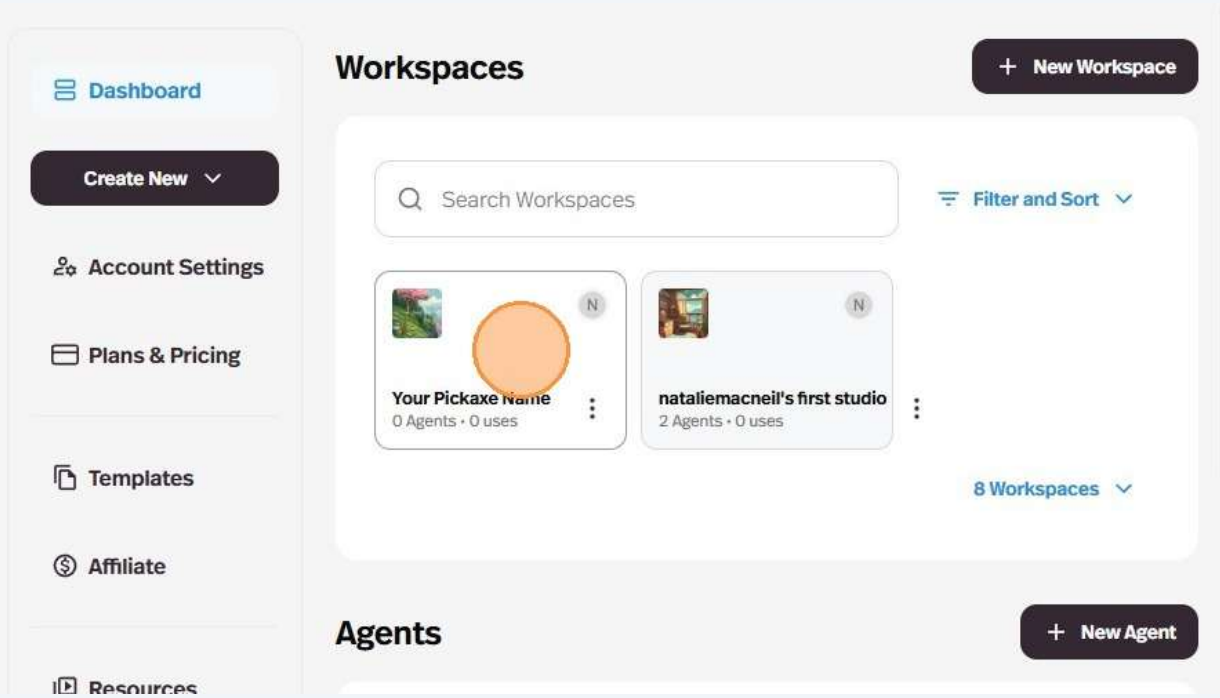 Dashboard
Create New
Account Settings
Plans & Pricing
Templates
Affiliate
Resources
Workspaces
+ New Workspace
Search Workspaces
Filter and Sort
N
Your Pickaxe Name
0 Agents • 0 uses
N
nataliemacneil's first studio
2 Agents • 0 uses
8 Workspaces
Agents
+ New Agent